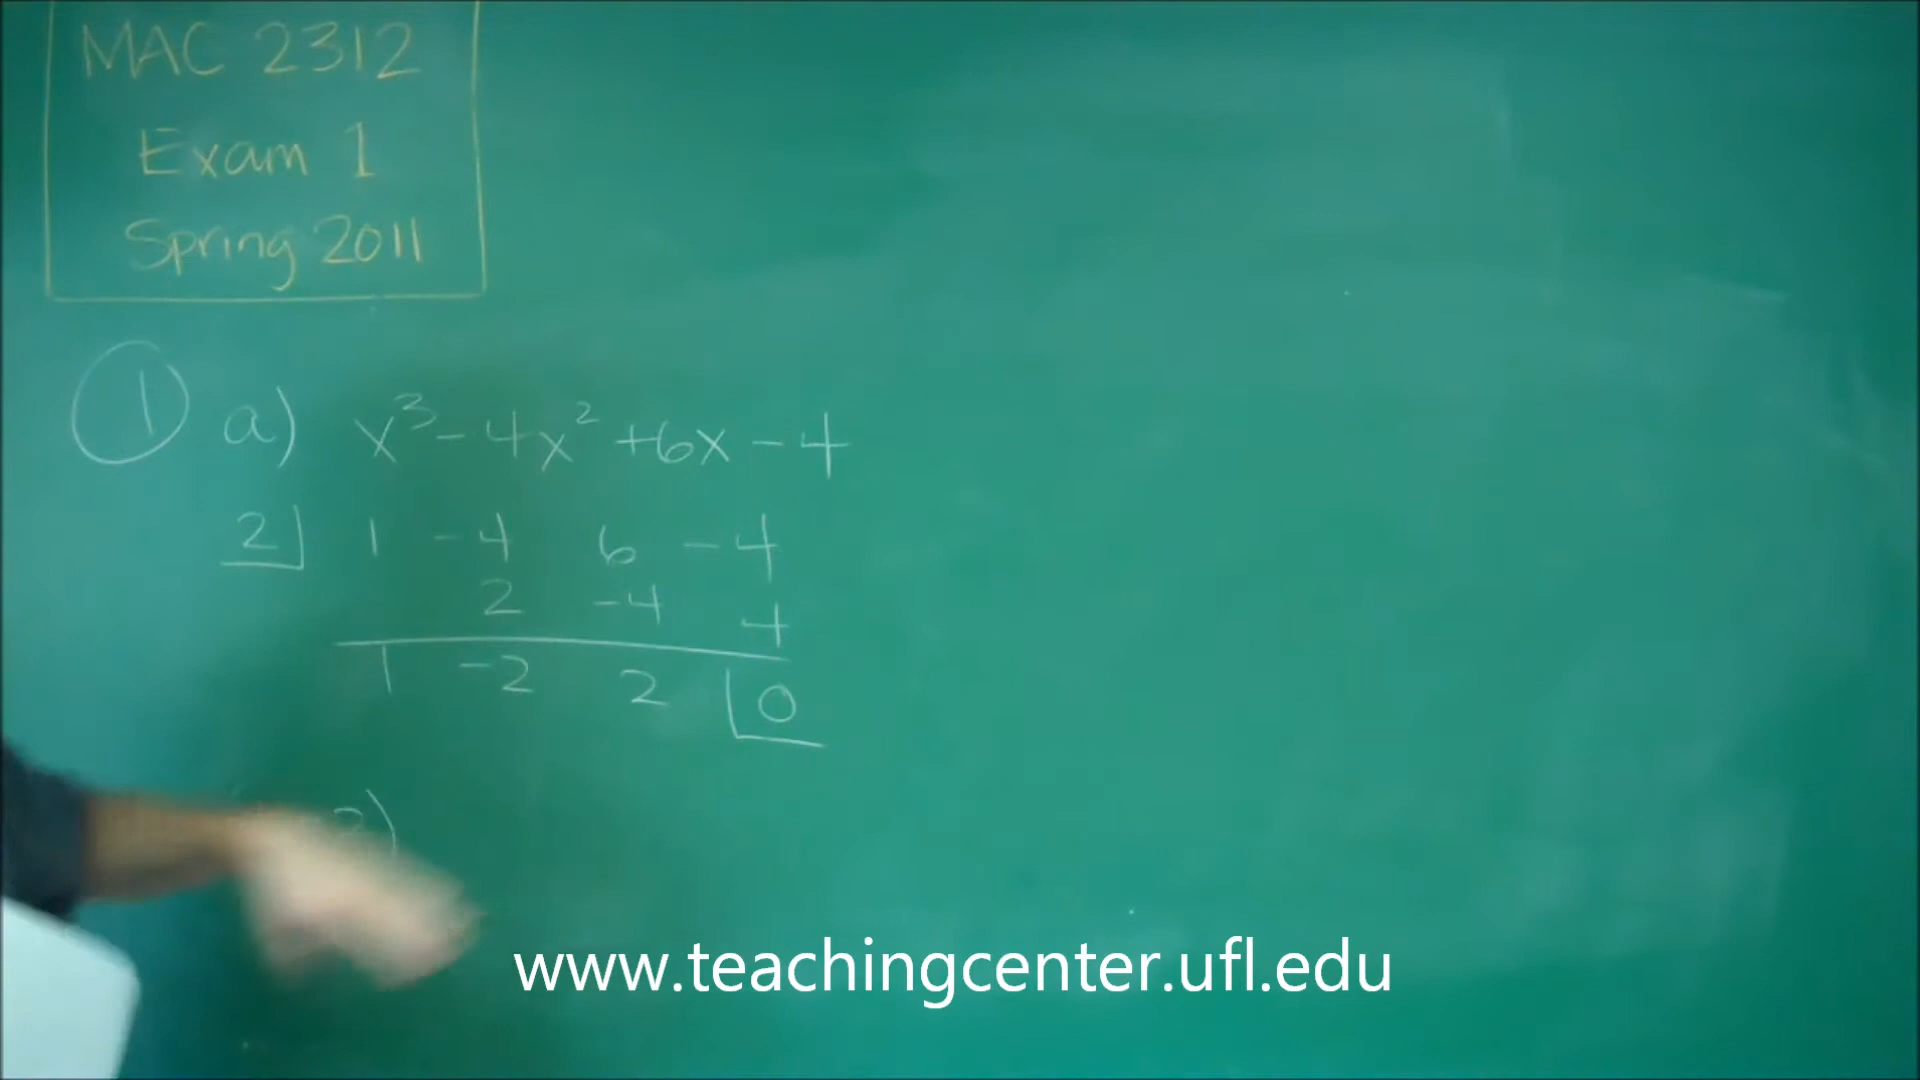 MAC 2312
Exam 1
Spring 2011
1 a) x³ - 4x² + 6x - 4
2 1 -4 6 -4
2 -4 4
1 -2 2 0
2)
www.teachingcenter.ufl.edu